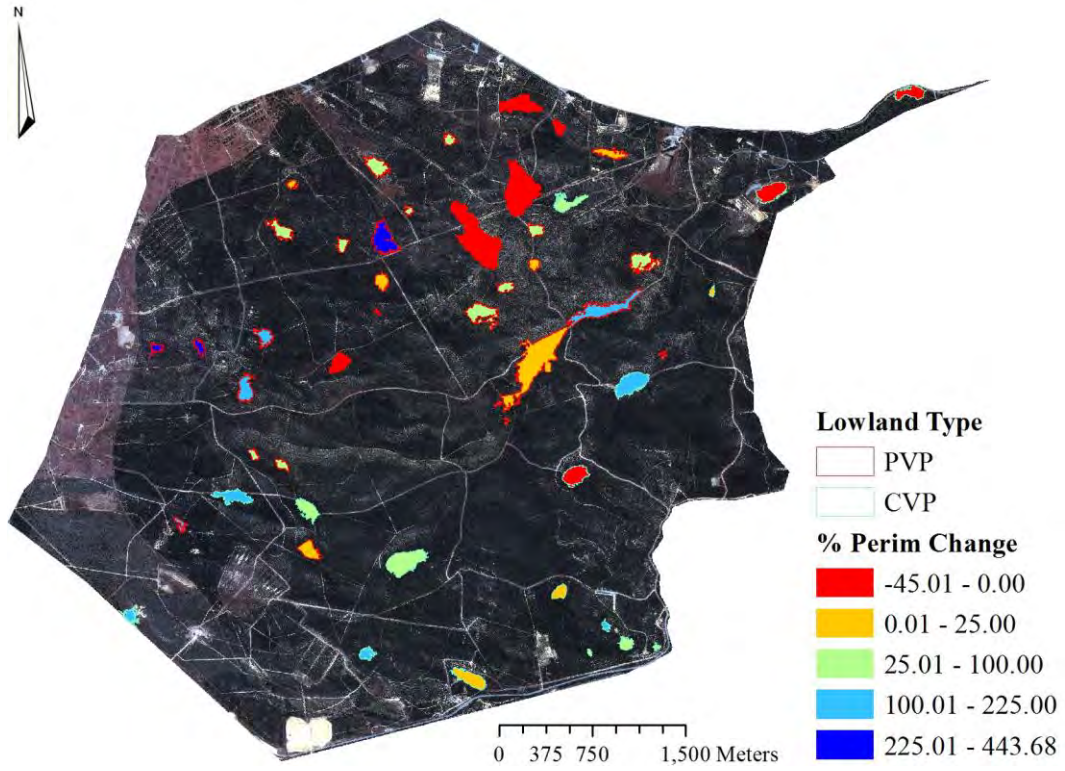 N
Lowland Type
PVP
CVP
% Perim Change
-45.01 - 0.00
0.01 - 25.00
25.01 - 100.00
100.01 - 225.00
225.01 - 443.68
0 375 750 1,500 Meters